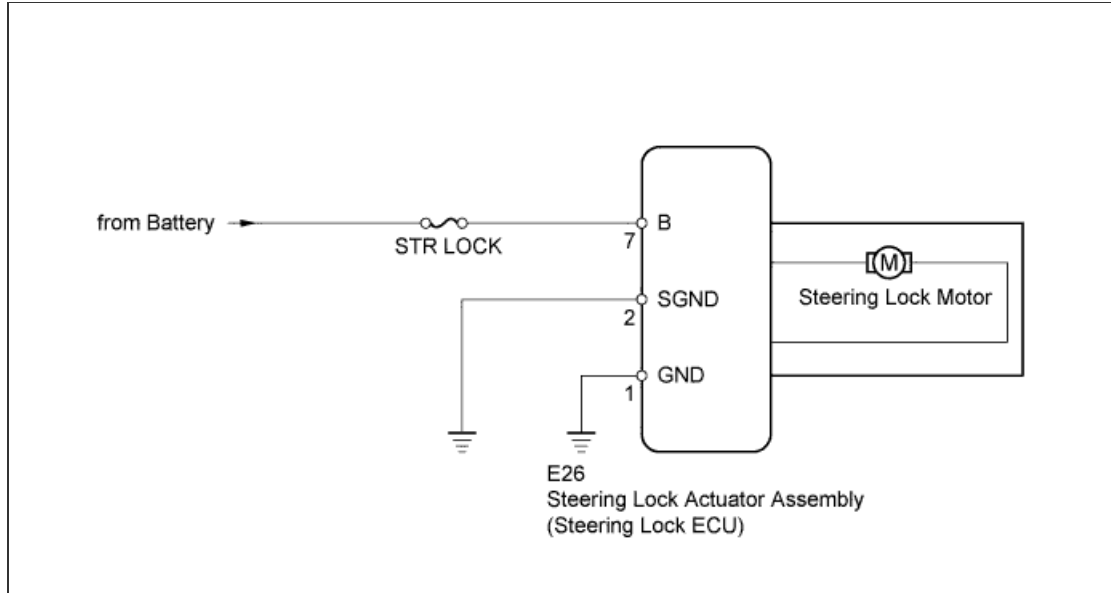 from Battery
STR LOCK
B
7
SGND
2
GND
1
M
Steering Lock Motor
E26
Steering Lock Actuator Assembly
(Steering Lock ECU)